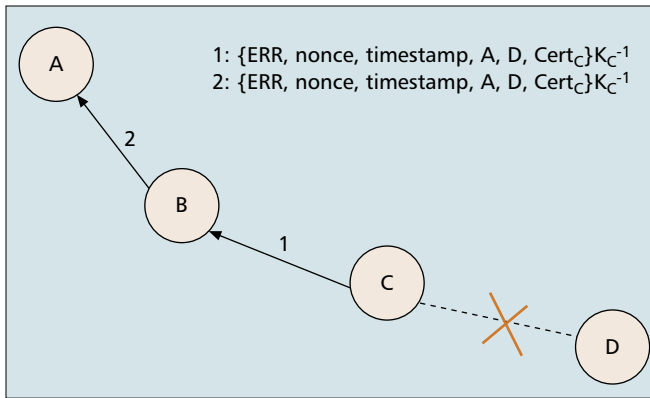 1: {ERR, nonce, timestamp, A, D, Cert_C}K_C^-1
2: {ERR, nonce, timestamp, A, D, Cert_C}K_C^-1
A
2
B
1
C
D